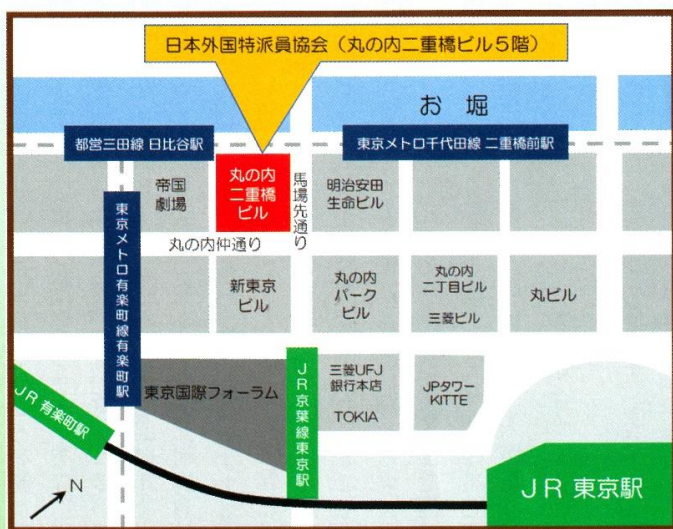 日本外国特派員協会（丸の内二重橋ビル５階）
お 堀
都営三田線 日比谷駅
東京メトロ千代田線 二重橋前駅
帝国
劇場
丸の内
二重橋
ビル
馬場先通り
明治安田
生命ビル
東京メトロ有楽町線有楽町駅
丸の内仲通り
新東京
ビル
丸の内
パーク
ビル
丸の内
二丁目ビル
三菱ビル
丸ビル
東京国際フォーラム
JR京葉線東京駅
三菱UFJ
銀行本店
TOKIA
JPタワー
KITTE
JR 有楽町駅
JR 東京駅
N